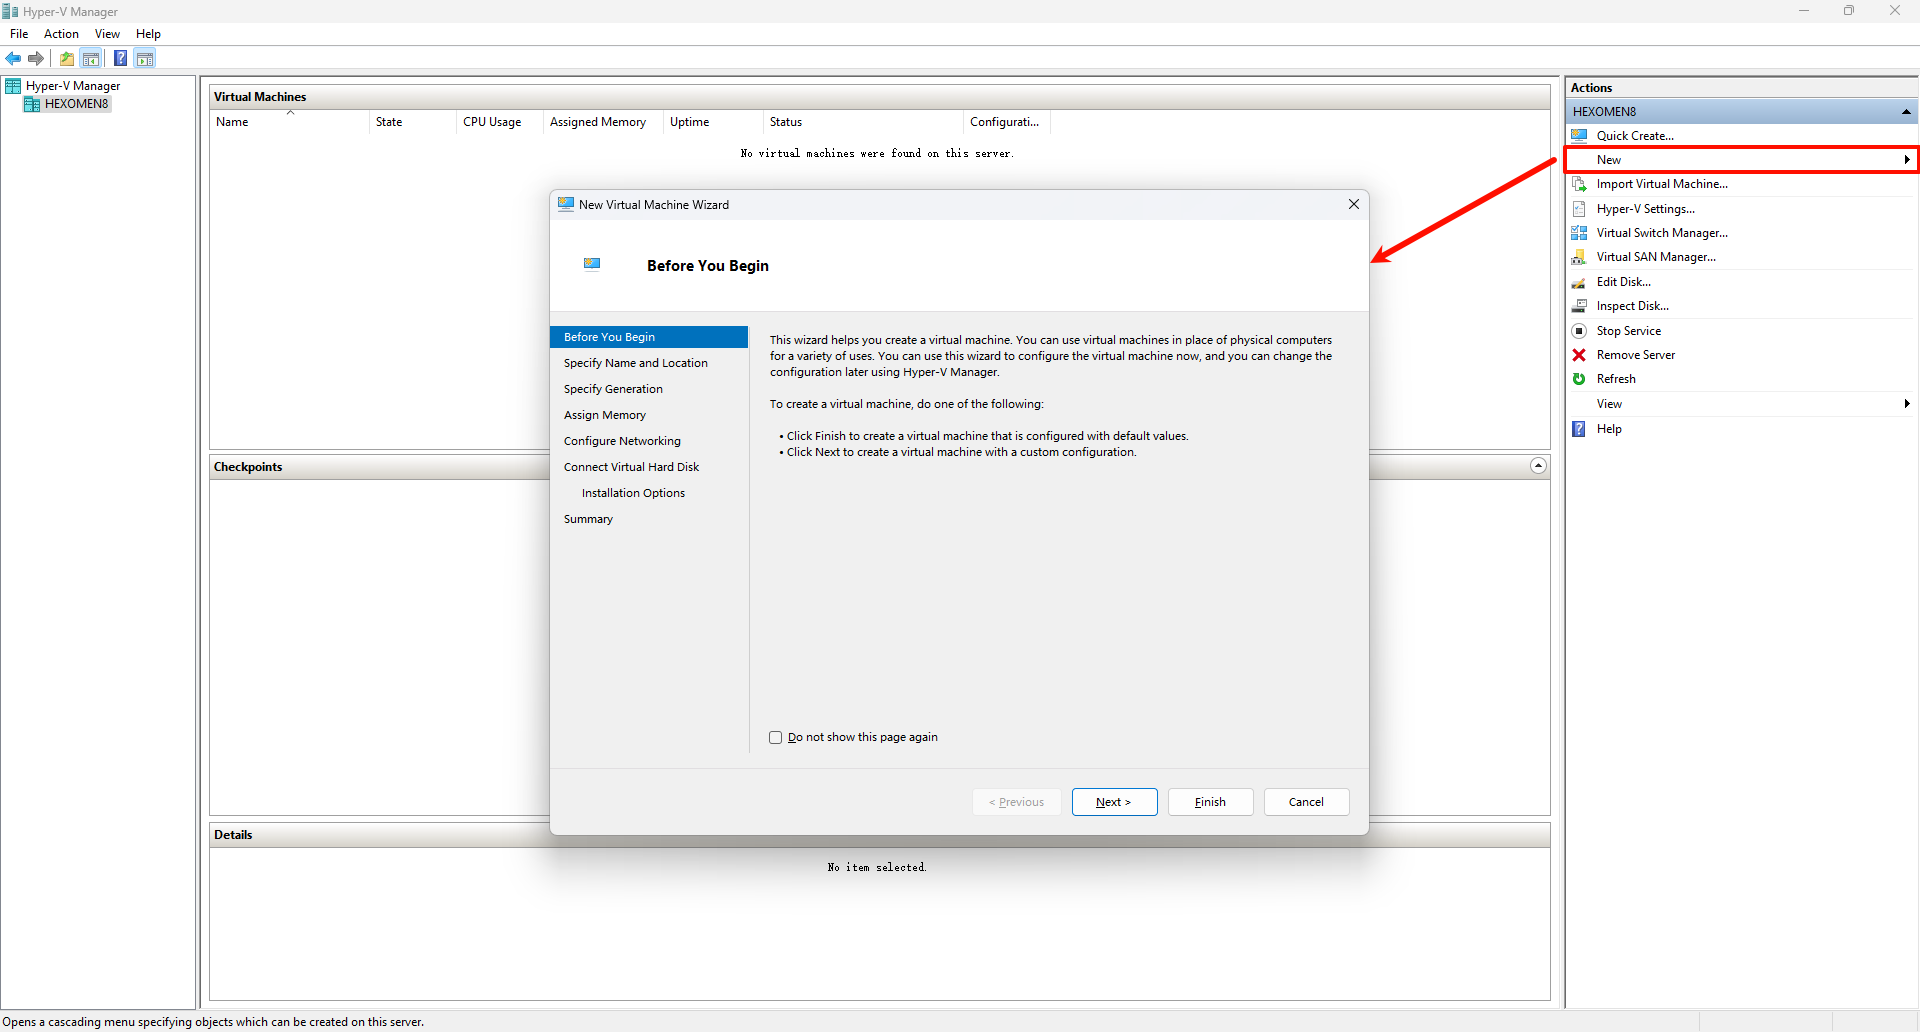 Hyper-V Manager
File Action View Help
Hyper-V Manager
HEXOMEN8
Virtual Machines
Name State CPU Usage Assigned Memory Uptime Status Configurati...
No virtual machines were found on this server.
New Virtual Machine Wizard
Before You Begin
Before You Begin
Specify Name and Location
Specify Generation
Assign Memory
Configure Networking
Connect Virtual Hard Disk
Installation Options
Summary
This wizard helps you create a virtual machine. You can use virtual machines in place of physical computers
for a variety of uses. You can use this wizard to configure the virtual machine now, and you can change the
configuration later using Hyper-V Manager.
To create a virtual machine, do one of the following:
• Click Finish to create a virtual machine that is configured with default values.
• Click Next to create a virtual machine with a custom configuration.
Do not show this page again
< Previous Next > Finish Cancel
Checkpoints
Details
No item selected.
Actions
HEXOMEN8
Quick Create...
New
Import Virtual Machine...
Hyper-V Settings...
Virtual Switch Manager...
Virtual SAN Manager...
Edit Disk...
Inspect Disk...
Stop Service
Remove Server
Refresh
View
Help
Opens a cascading menu specifying objects which can be created on this server.